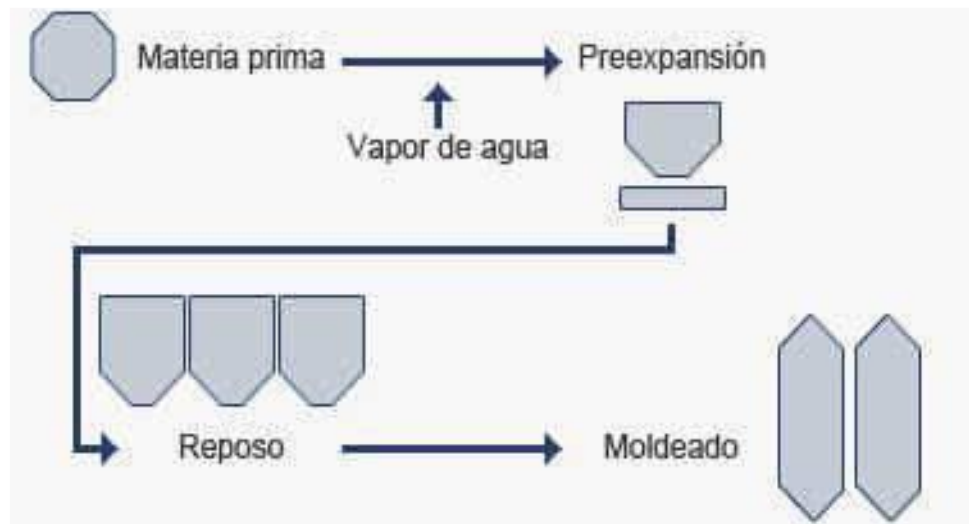 Materia prima
Preexpansión
Vapor de agua
Reposo
Moldeado